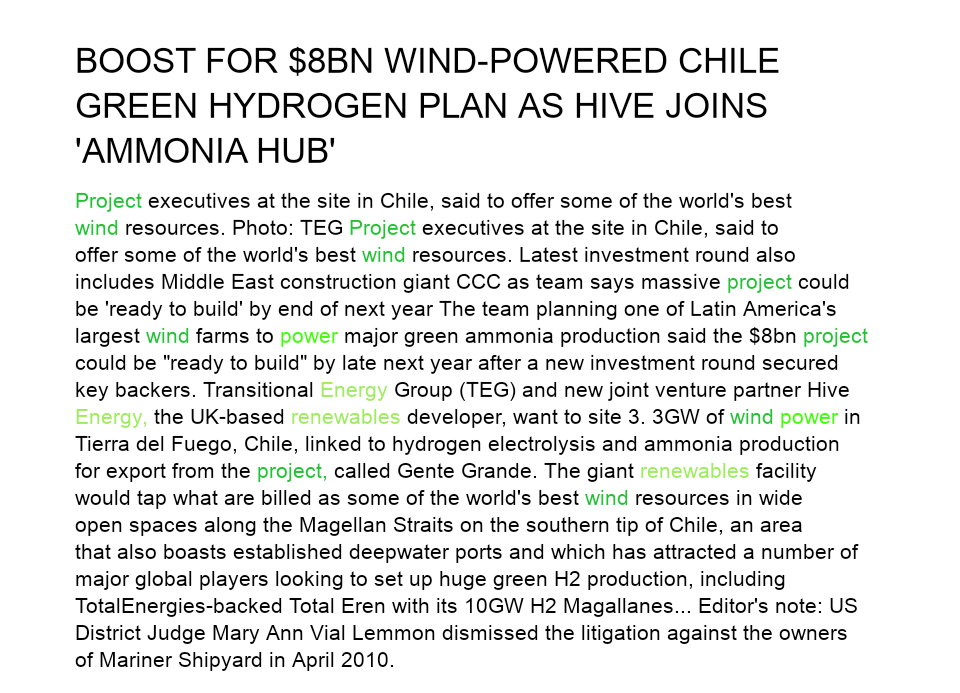 BOOST FOR $8BN WIND-POWERED CHILE
GREEN HYDROGEN PLAN AS HIVE JOINS
'AMMONIA HUB'
Project executives at the site in Chile, said to offer some of the world's best
wind resources. Photo: TEG Project executives at the site in Chile, said to
offer some of the world's best wind resources. Latest investment round also
includes Middle East construction giant CCC as team says massive project could
be 'ready to build' by end of next year The team planning one of Latin America's
largest wind farms to power major green ammonia production said the $8bn project
could be "ready to build" by late next year after a new investment round secured
key backers. Transitional Energy Group (TEG) and new joint venture partner Hive
Energy, the UK-based renewables developer, want to site 3. 3GW of wind power in
Tierra del Fuego, Chile, linked to hydrogen electrolysis and ammonia production
for export from the project, called Gente Grande. The giant renewables facility
would tap what are billed as some of the world's best wind resources in wide
open spaces along the Magellan Straits on the southern tip of Chile, an area
that also boasts established deepwater ports and which has attracted a number of
major global players looking to set up huge green H2 production, including
TotalEnergies-backed Total Eren with its 10GW H2 Magallanes... Editor's note: US
District Judge Mary Ann Vial Lemmon dismissed the litigation against the owners
of Mariner Shipyard in April 2010.